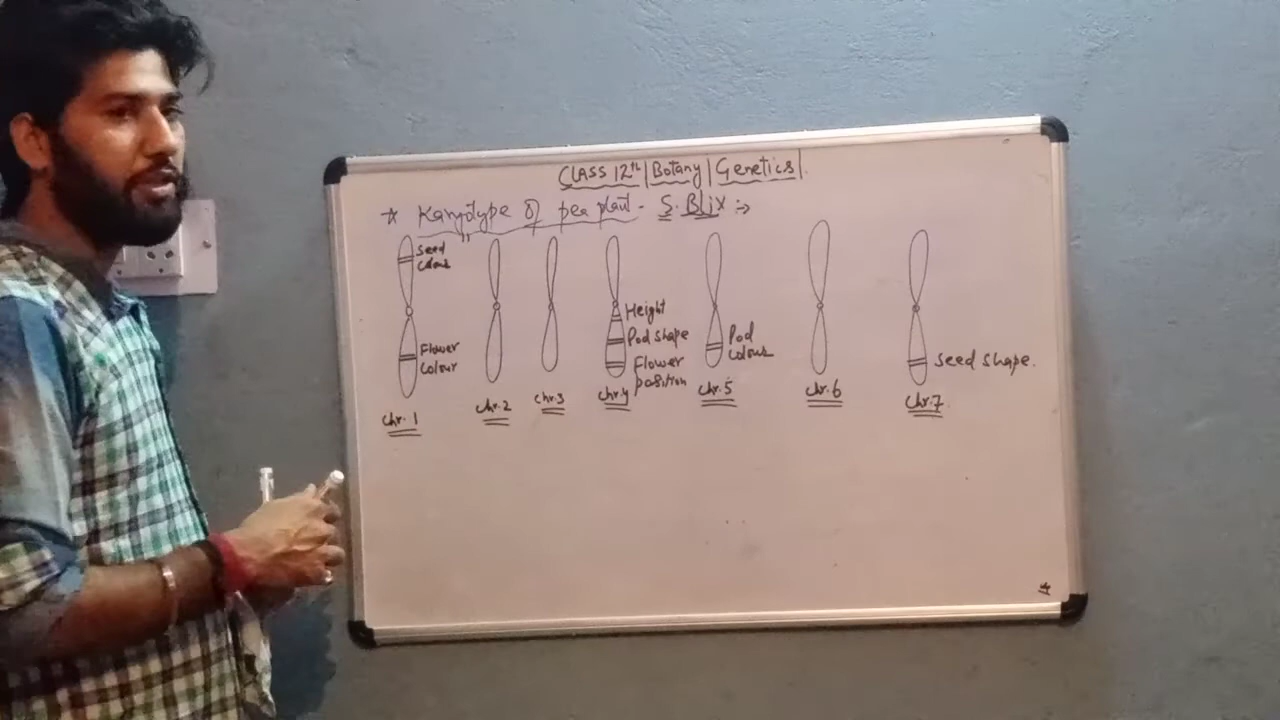 CLASS 12th | Botany | Genetics |
* Karyotype of pea plant - S. Blix :→
Seed
Colour
Flower
Colour
Height
Pod shape
Flower
position
Pod
Colour
Seed shape.
Chr. 1
Chr. 2
Chr. 3
Chr. 4
Chr. 5
Chr. 6
Chr. 7